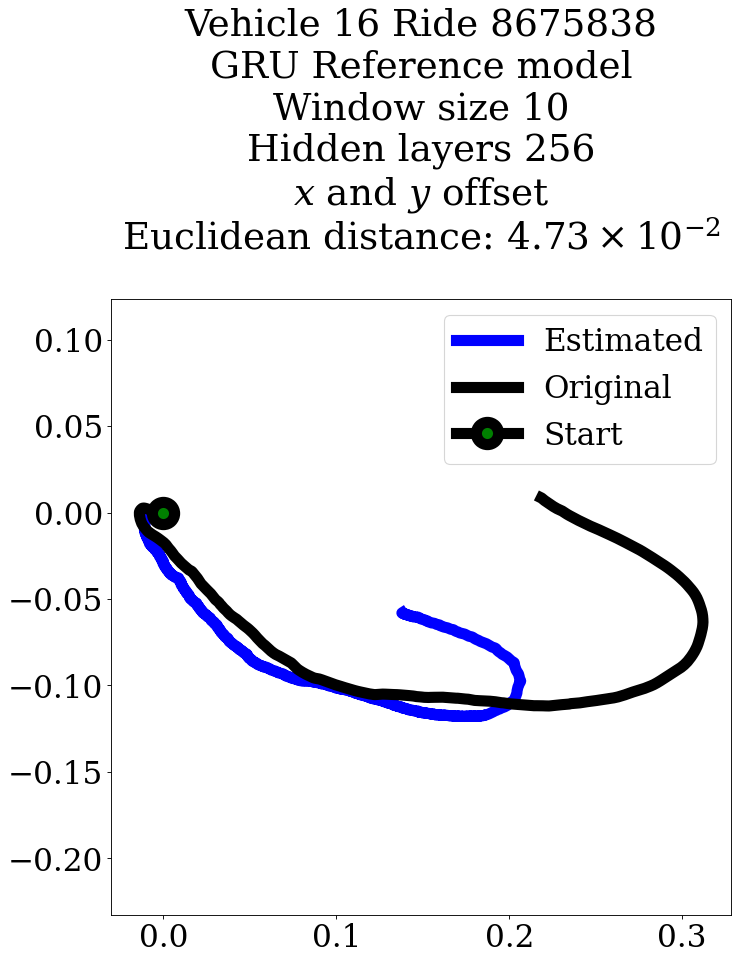 Vehicle 16 Ride 8675838
GRU Reference model
Window size 10
Hidden layers 256
x and y offset
Euclidean distance: 4.73 × 10⁻²
Estimated
Original
Start
0.10
0.05
0.00
−0.05
−0.10
−0.15
−0.20
0.0 0.1 0.2 0.3